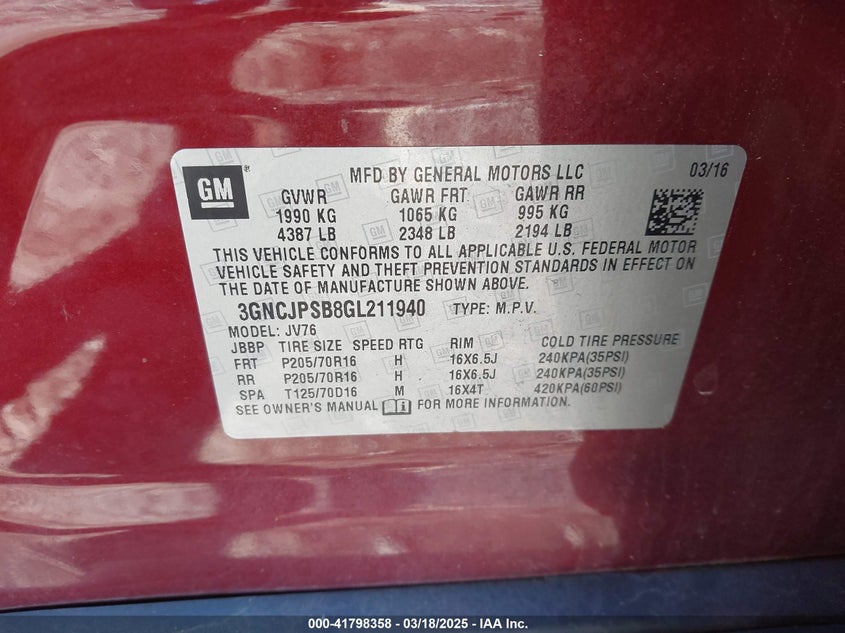 GM
MFD BY GENERAL MOTORS LLC 03/16
GVWR GAWR FRT GAWR RR
1990 KG 1065 KG 995 KG
4387 LB 2348 LB 2194 LB
THIS VEHICLE CONFORMS TO ALL APPLICABLE U.S. FEDERAL MOTOR
VEHICLE SAFETY AND THEFT PREVENTION STANDARDS IN EFFECT ON
THE DATE OF MANUFACTURE SHOWN ABOVE.
3GNCJPSB8GL211940 TYPE: M.P.V.
MODEL: JV76
JBBP TIRE SIZE SPEED RTG RIM COLD TIRE PRESSURE
FRT P205/70R16 H 16X6.5J 240KPA(35PSI)
RR P205/70R16 H 16X6.5J 240KPA(35PSI)
SPA T125/70D16 M 16X4T 420KPA(60PSI)
SEE OWNER'S MANUAL FOR MORE INFORMATION.
000-41798358 - 03/18/2025 - IAA Inc.